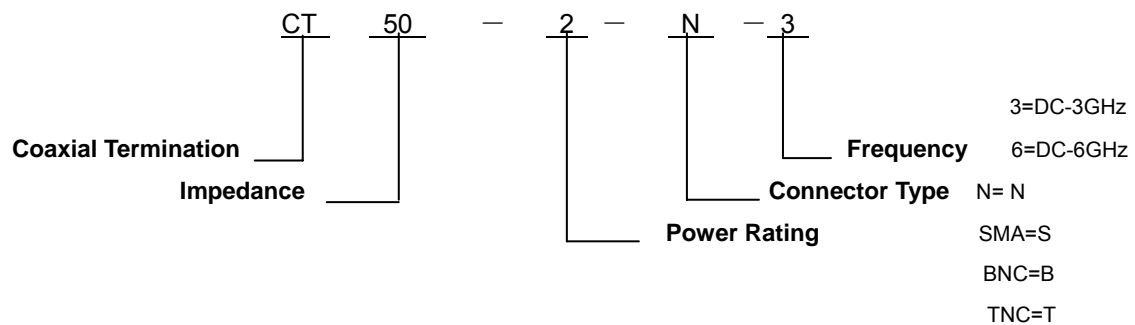 CT 50 — 2 — N — 3
3=DC-3GHz
Coaxial Termination Frequency 6=DC-6GHz
Impedance Connector Type N= N
Power Rating SMA=S
BNC=B
TNC=T